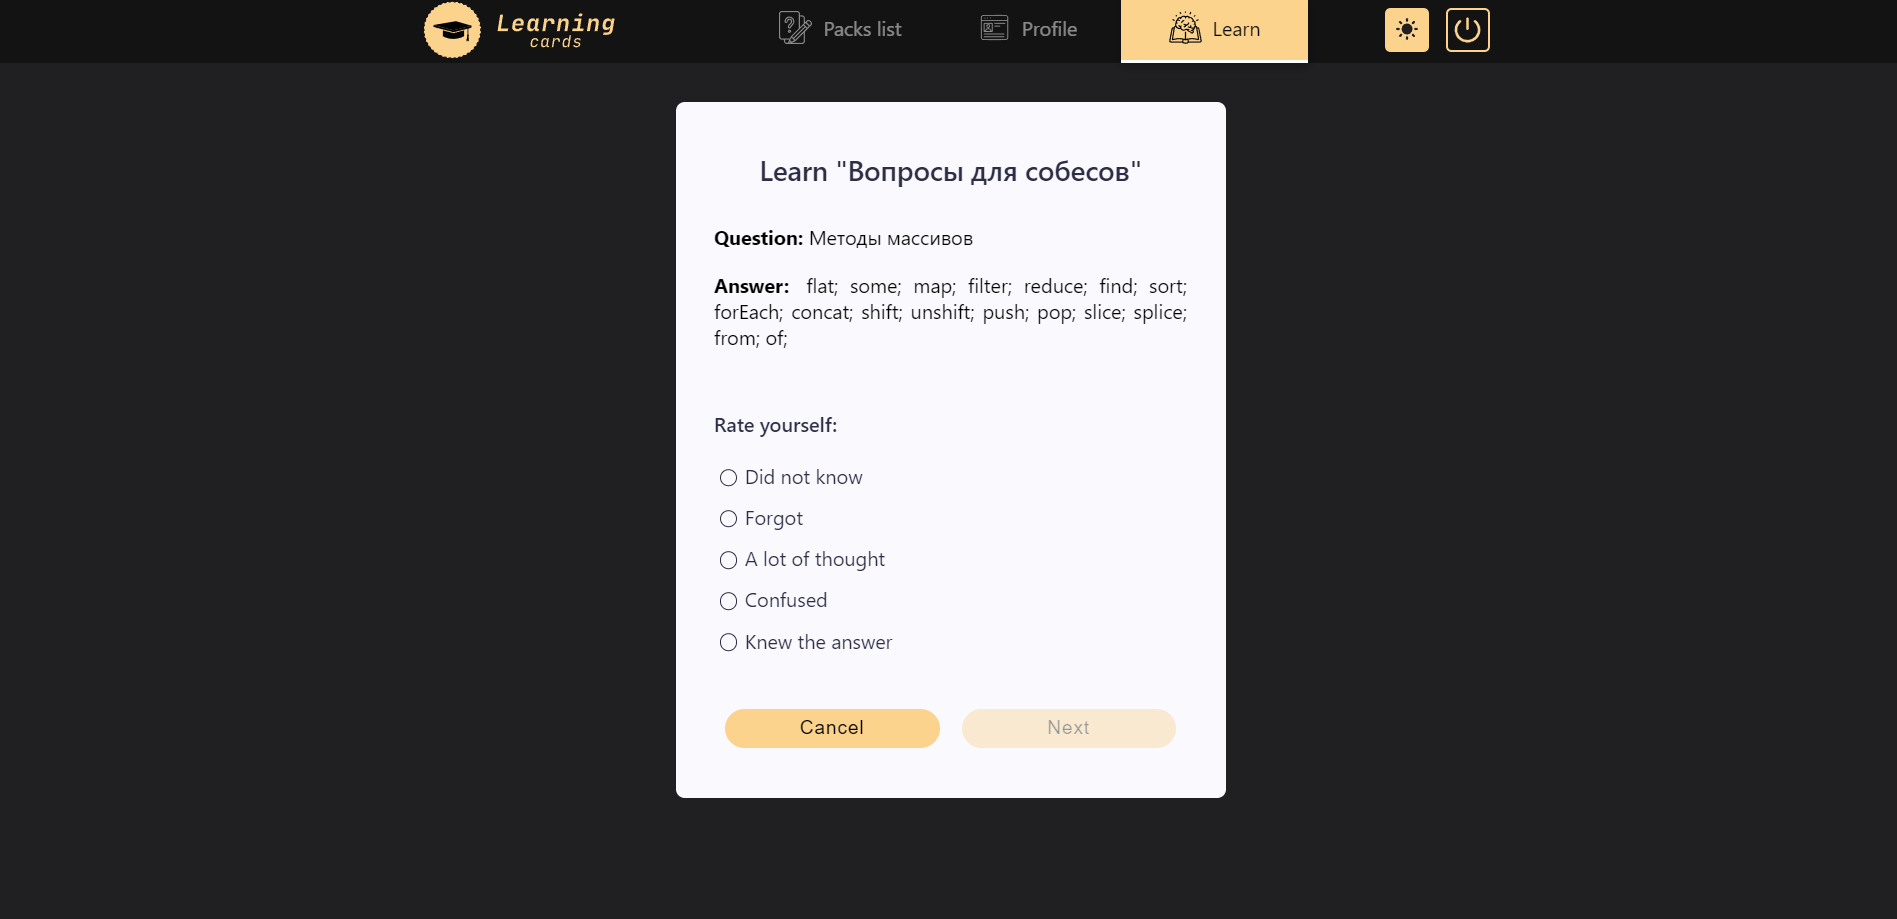 Learning
cards
Packs list
Profile
Learn
Learn "Вопросы для собесов"
Question: Методы массивов
Answer: flat; some; map; filter; reduce; find; sort;
forEach; concat; shift; unshift; push; pop; slice; splice;
from; of;
Rate yourself:
Did not know
Forgot
A lot of thought
Confused
Knew the answer
Cancel
Next